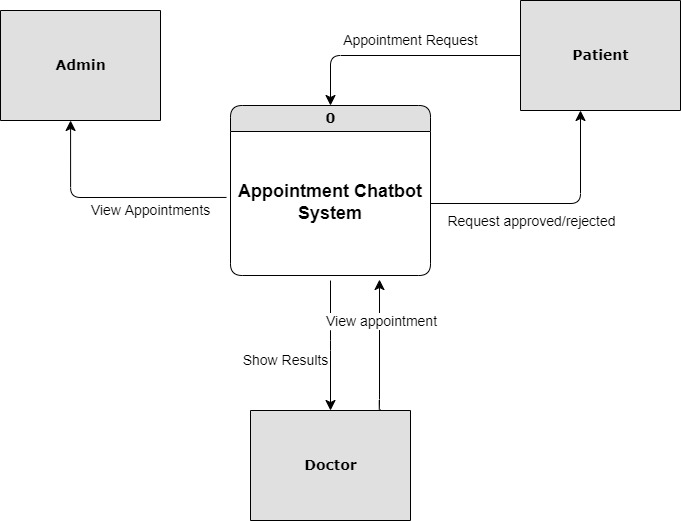 Appointment Request
Patient
Admin
0
Appointment Chatbot
System
View Appointments
Request approved/rejected
View appointment
Show Results
Doctor